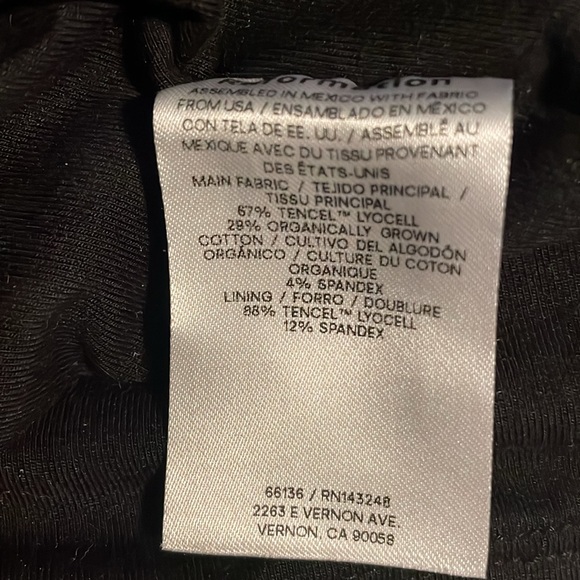 Reformation
ASSEMBLED IN MEXICO WITH FABRIC
FROM USA / ENSAMBLADO EN MÉXICO
CON TELA DE EE. UU. / ASSEMBLÉ AU
MEXIQUE AVEC DU TISSU PROVENANT
DES ÉTATS-UNIS
MAIN FABRIC / TEJIDO PRINCIPAL /
TISSU PRINCIPAL
67% TENCEL™ LYOCELL
29% ORGANICALLY GROWN
COTTON / CULTIVO DEL ALGODÓN
ORGÁNICO / CULTURE DU COTON
ORGANIQUE
4% SPANDEX
LINING / FORRO / DOUBLURE
88% TENCEL™ LYOCELL
12% SPANDEX
66136 / RN143248
2263 E VERNON AVE.
VERNON, CA 90058